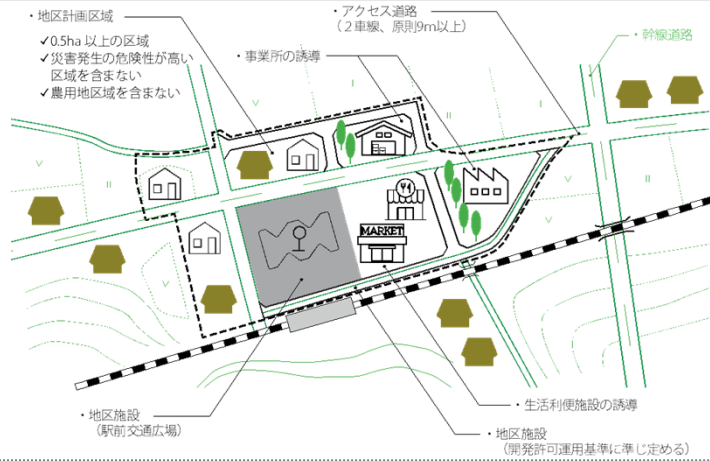 ・地区計画区域
✓0.5ha 以上の区域
✓災害発生の危険性が高い
区域を含まない
✓農用地区域を含まない
・アクセス道路
（２車線、原則9m以上）
・幹線道路
・事業所の誘導
MARKET
・地区施設
（駅前交通広場）
・生活利便施設の誘導
・地区施設
（開発許可運用基準に準じ定める）